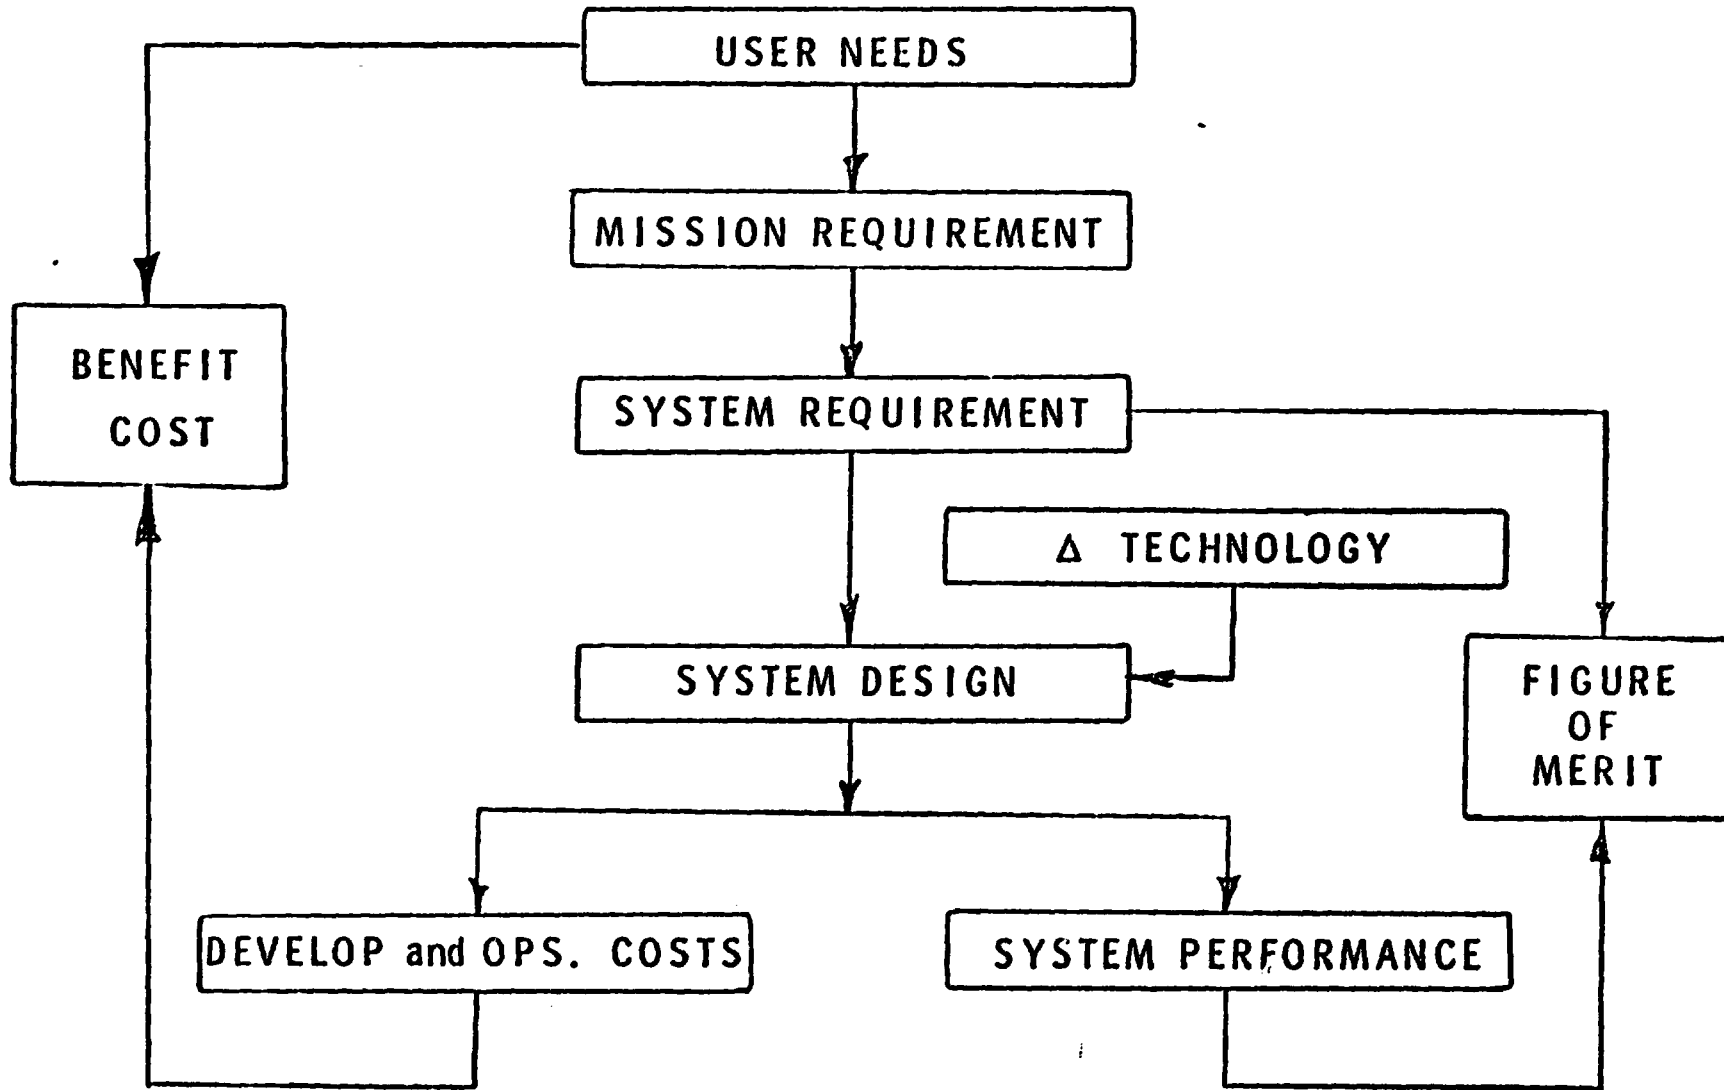 USER NEEDS
MISSION REQUIREMENT
BENEFIT
COST
SYSTEM REQUIREMENT
Δ TECHNOLOGY
SYSTEM DESIGN
FIGURE
OF
MERIT
DEVELOP and OPS. COSTS
SYSTEM PERFORMANCE